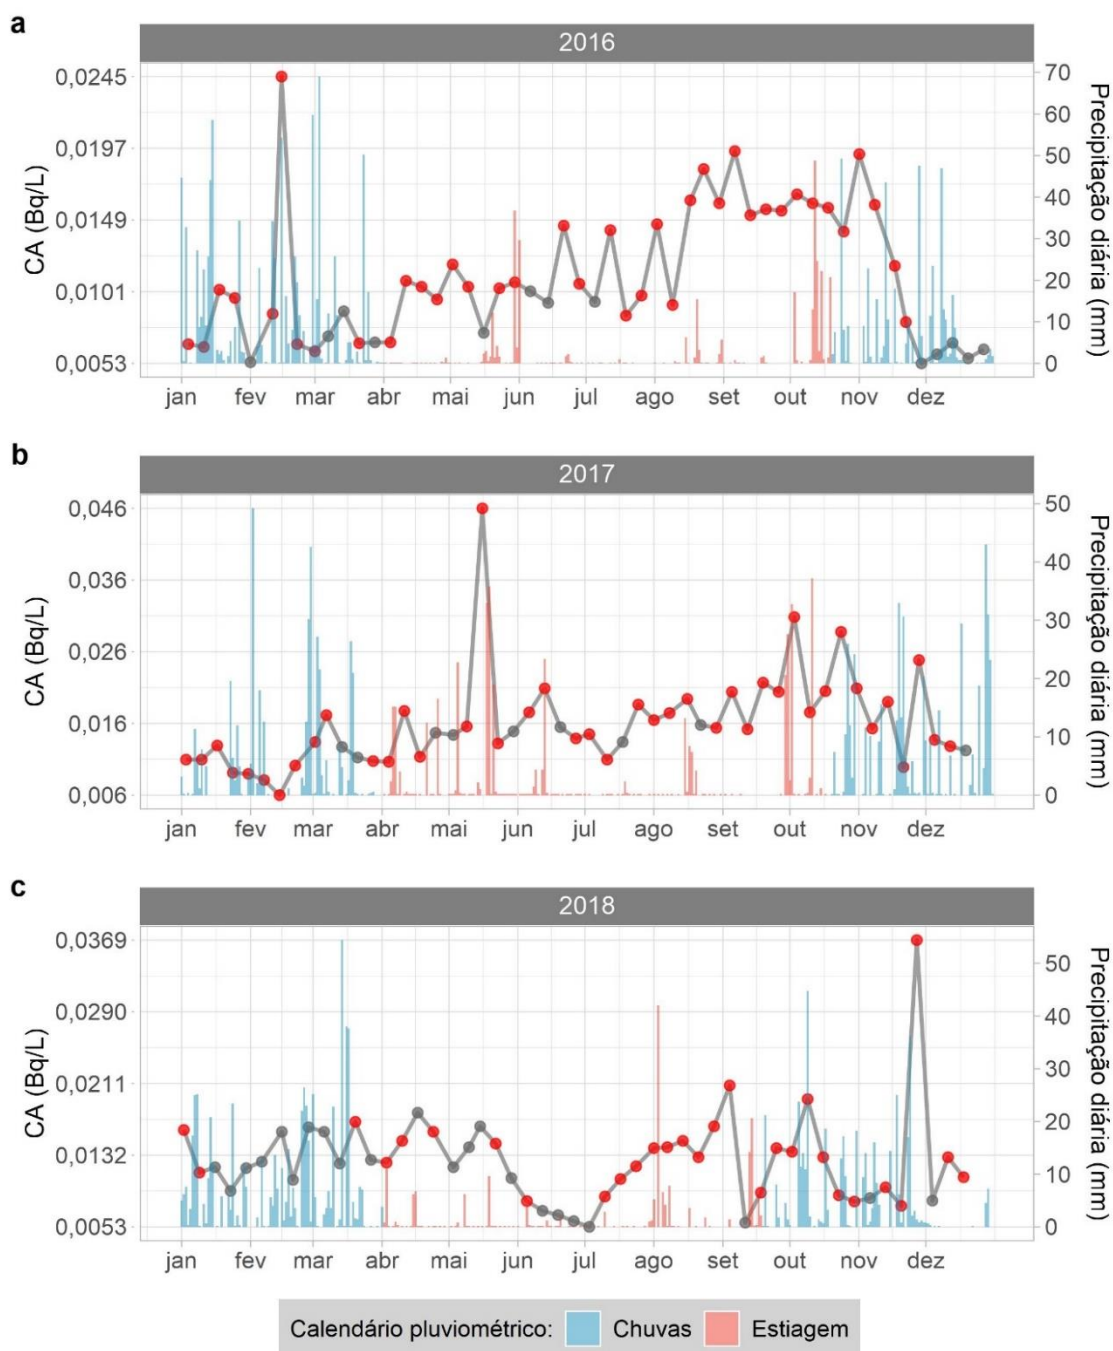 a
2016
0,0245
0,0197
0,0149
0,0101
0,0053
CA (Bq/L)
70
60
50
40
30
20
10
0
Precipitação diária (mm)
jan fev mar abr mai jun jul ago set out nov dez
b
2017
0,046
0,036
0,026
0,016
0,006
CA (Bq/L)
50
40
30
20
10
0
Precipitação diária (mm)
jan fev mar abr mai jun jul ago set out nov dez
c
2018
0,0369
0,0290
0,0211
0,0132
0,0053
CA (Bq/L)
50
40
30
20
10
0
Precipitação diária (mm)
jan fev mar abr mai jun jul ago set out nov dez
Calendário pluviométrico: Chuvas Estiagem